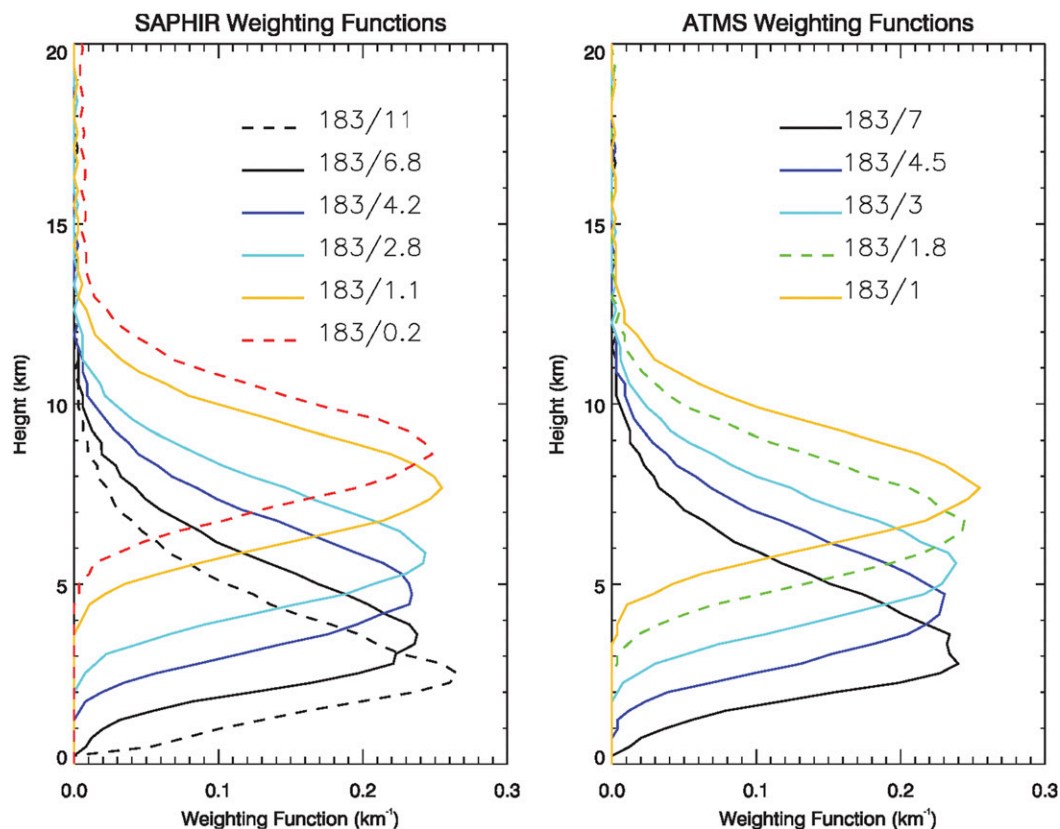 SAPHIR Weighting Functions
20
15
10
5
0
Height (km)
183/11
183/6.8
183/4.2
183/2.8
183/1.1
183/0.2
0.0 0.1 0.2 0.3
Weighting Function (km⁻¹)
ATMS Weighting Functions
20
15
10
5
0
Height (km)
183/7
183/4.5
183/3
183/1.8
183/1
0.0 0.1 0.2 0.3
Weighting Function (km⁻¹)